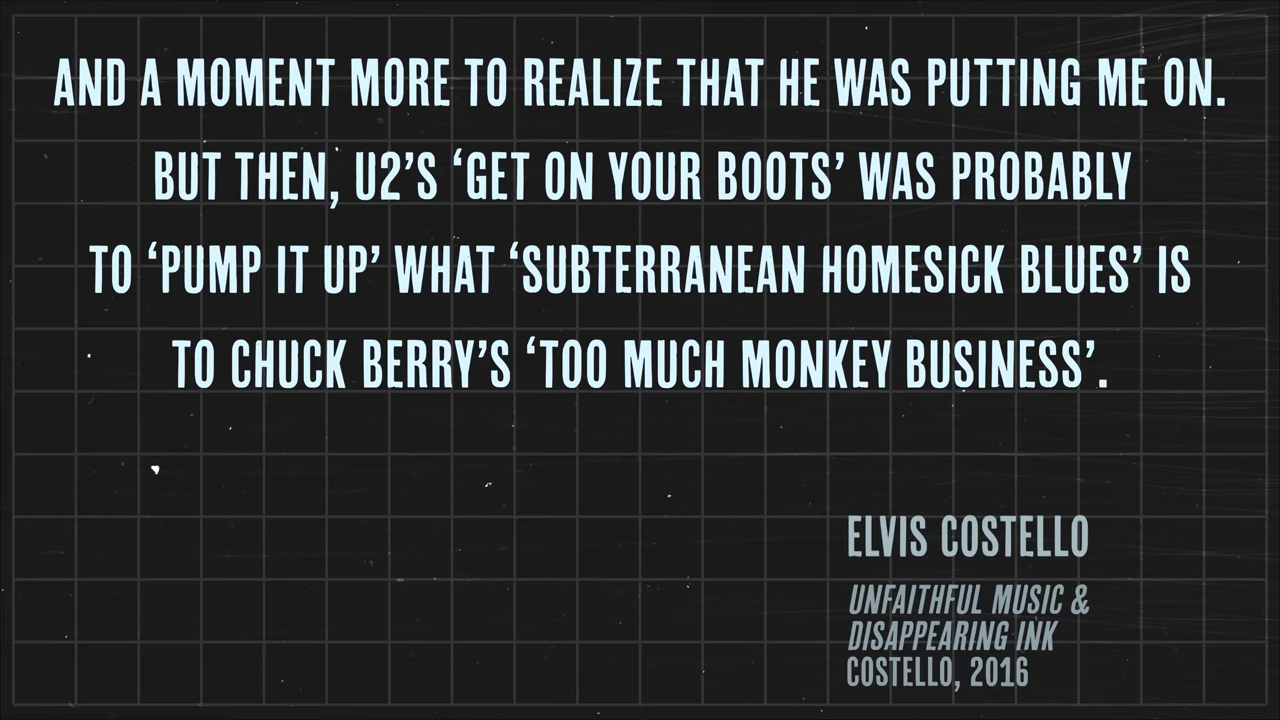 AND A MOMENT MORE TO REALIZE THAT HE WAS PUTTING ME ON.
BUT THEN, U2’S ‘GET ON YOUR BOOTS’ WAS PROBABLY
TO ‘PUMP IT UP’ WHAT ‘SUBTERRANEAN HOMESICK BLUES’ IS
TO CHUCK BERRY’S ‘TOO MUCH MONKEY BUSINESS’.
ELVIS COSTELLO
UNFAITHFUL MUSIC &
DISAPPEARING INK
COSTELLO, 2016